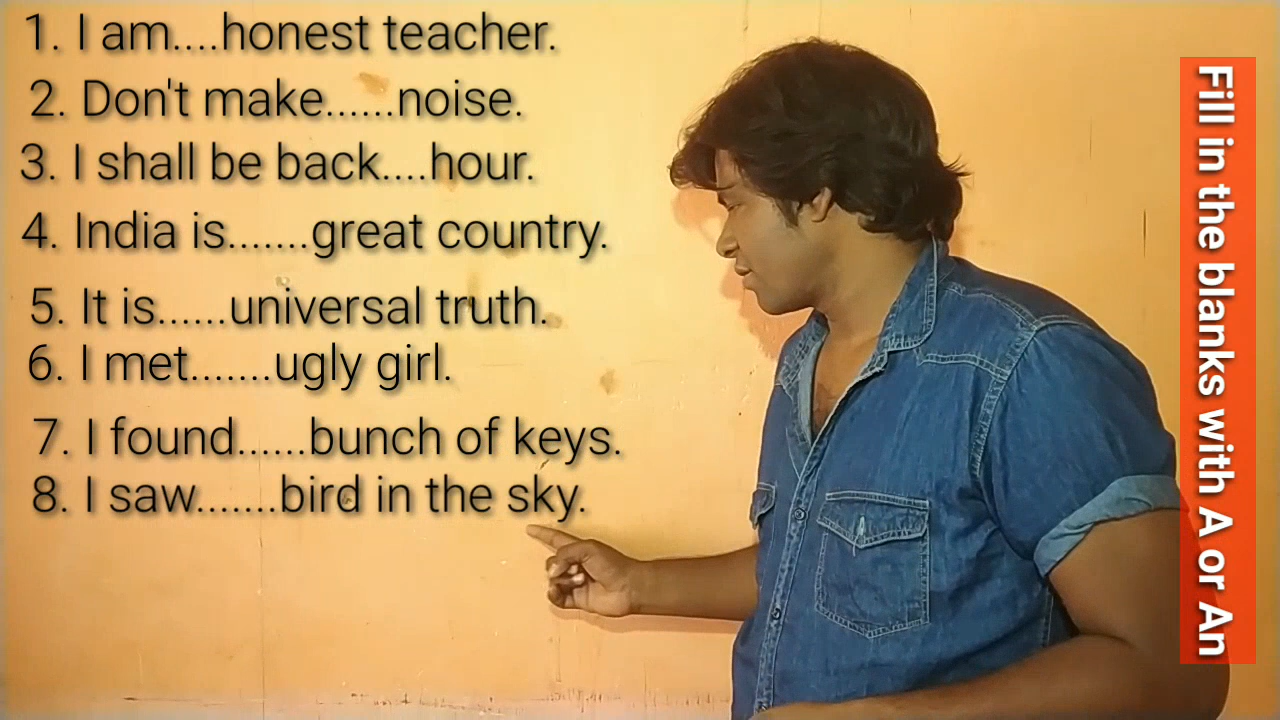 1. I am....honest teacher.
2. Don't make......noise.
3. I shall be back....hour.
4. India is.......great country.
5. It is......universal truth.
6. I met.......ugly girl.
7. I found......bunch of keys.
8. I saw.......bird in the sky.
Fill in the blanks with A or An